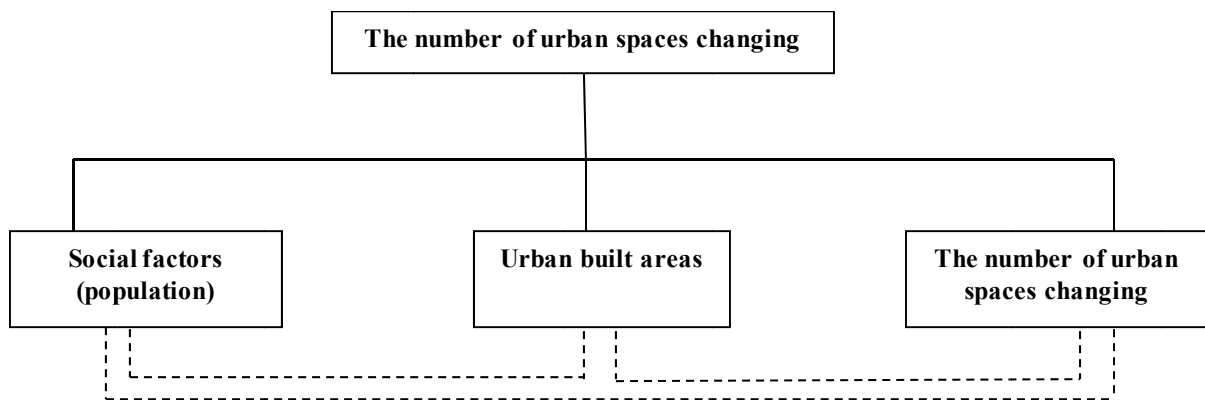 The number of urban spaces changing
Social factors
(population)
Urban built areas
The number of urban
spaces changing